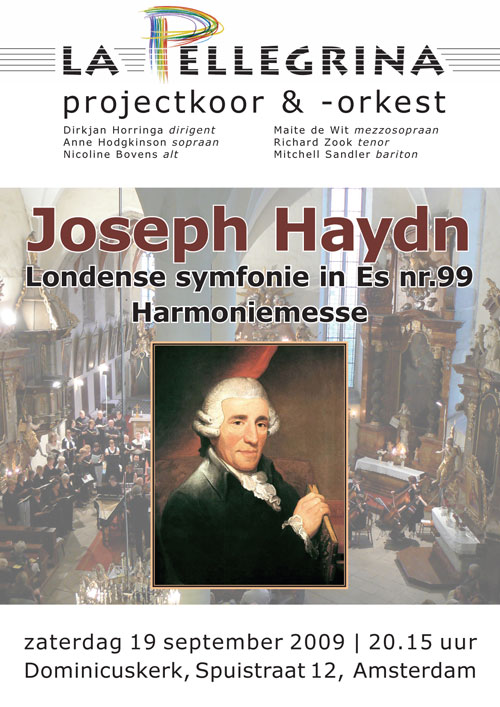 LA PELLEGRINA
projectkoor & -orkest
Dirkjan Horringa dirigent
Anne Hodgkinson sopraan
Nicoline Bovens alt
Maite de Wit mezzosopraan
Richard Zook tenor
Mitchell Sandler bariton
Joseph Haydn
Londense symfonie in Es nr.99
Harmoniemesse
zaterdag 19 september 2009 | 20.15 uur
Dominicuskerk, Spuistraat 12, Amsterdam